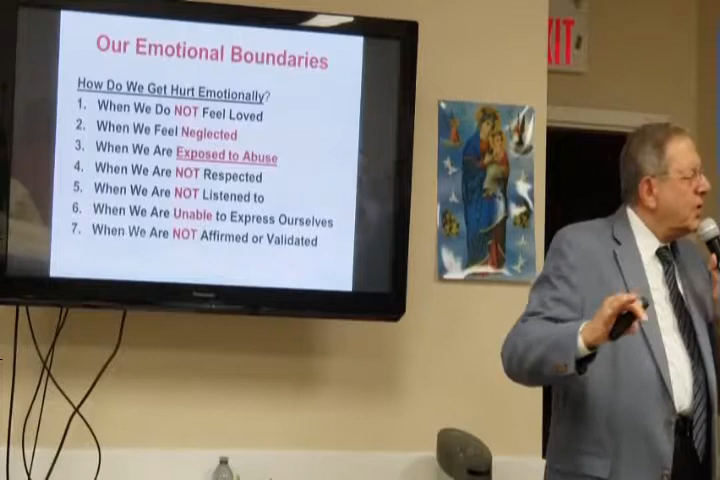 Our Emotional Boundaries
How Do We Get Hurt Emotionally?
1. When We Do NOT Feel Loved
2. When We Feel Neglected
3. When We Are Exposed to Abuse
4. When We Are NOT Respected
5. When We Are NOT Listened to
6. When We Are Unable to Express Ourselves
7. When We Are NOT Affirmed or Validated
XIT